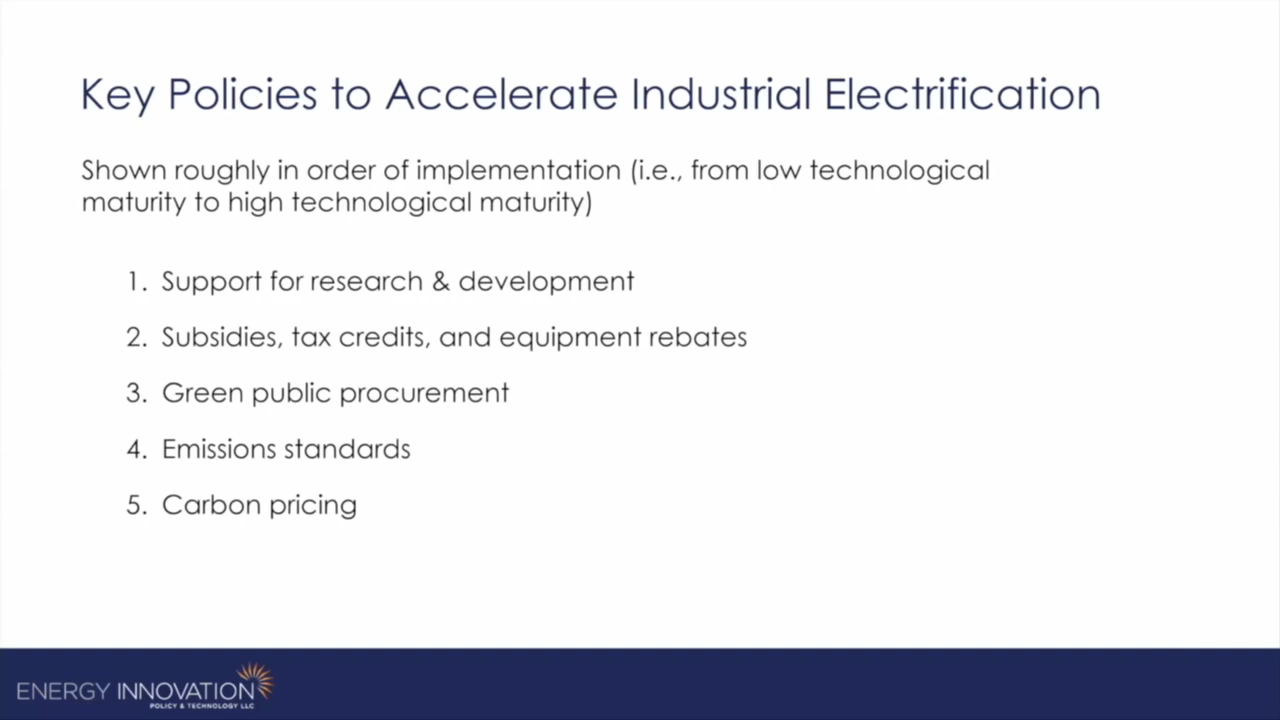 Key Policies to Accelerate Industrial Electrification
Shown roughly in order of implementation (i.e., from low technological
maturity to high technological maturity)
1. Support for research & development
2. Subsidies, tax credits, and equipment rebates
3. Green public procurement
4. Emissions standards
5. Carbon pricing
ENERGY INNOVATION
POLICY & TECHNOLOGY LLC